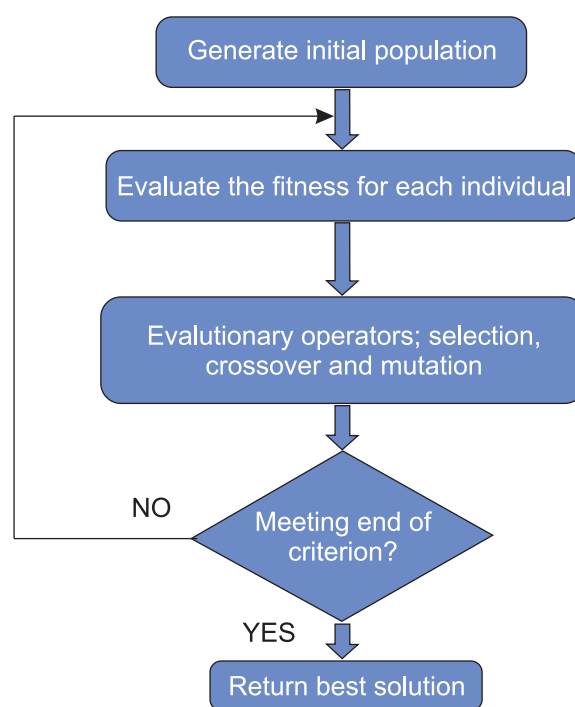 Generate initial population
Evaluate the fitness for each individual
Evalutionary operators; selection,
crossover and mutation
NO
Meeting end of
criterion?
YES
Return best solution